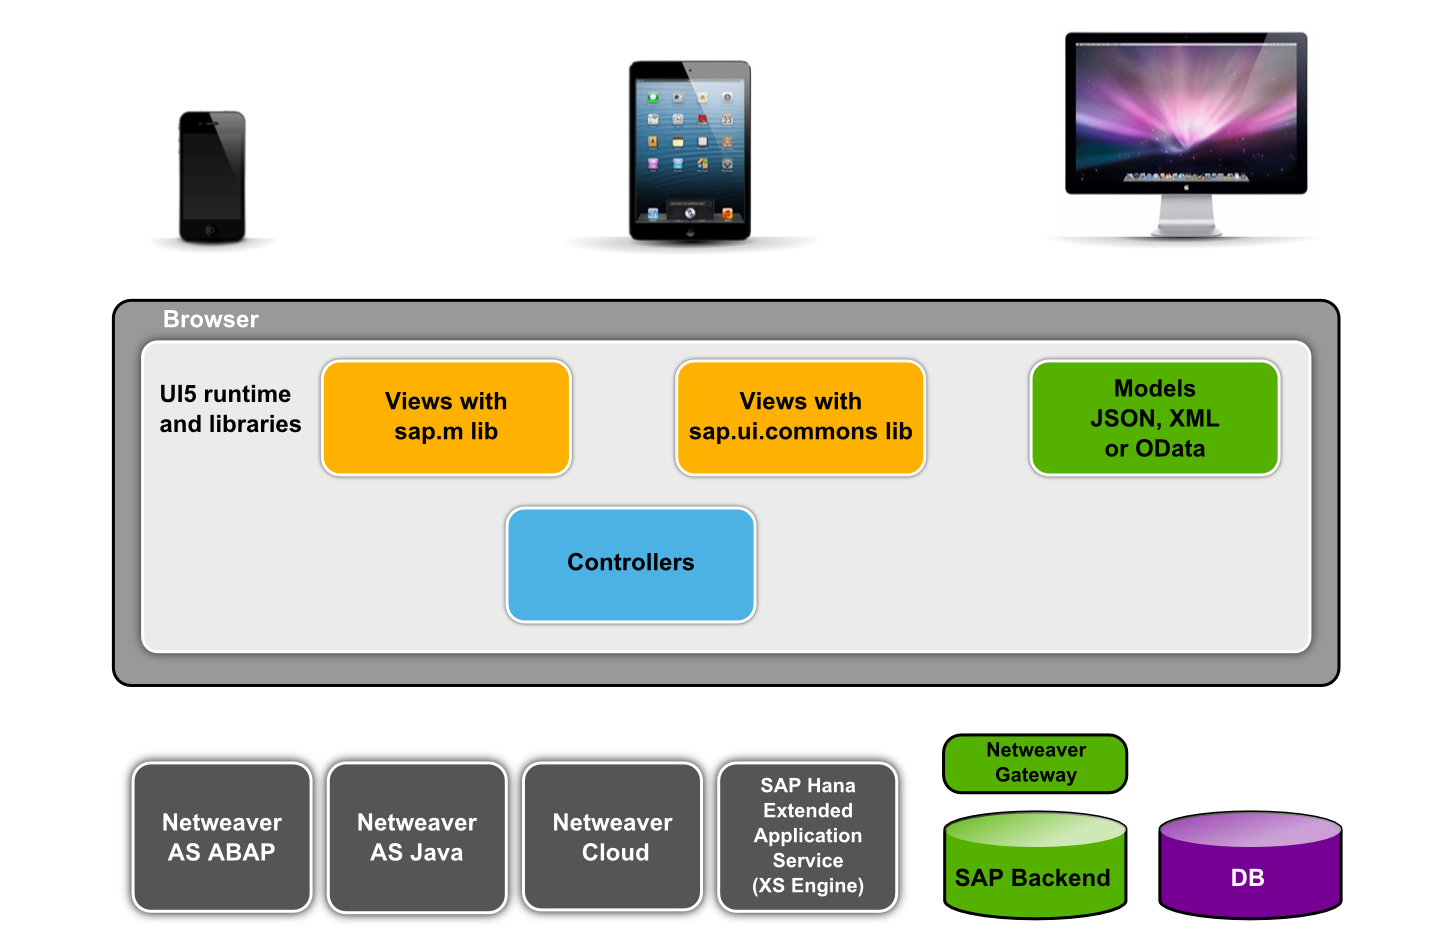 Browser
UI5 runtime
and libraries
Views with
sap.m lib
Views with
sap.ui.commons lib
Models
JSON, XML
or OData
Controllers
Netweaver
AS ABAP
Netweaver
AS Java
Netweaver
Cloud
SAP Hana
Extended
Application
Service
(XS Engine)
Netweaver
Gateway
SAP Backend
DB